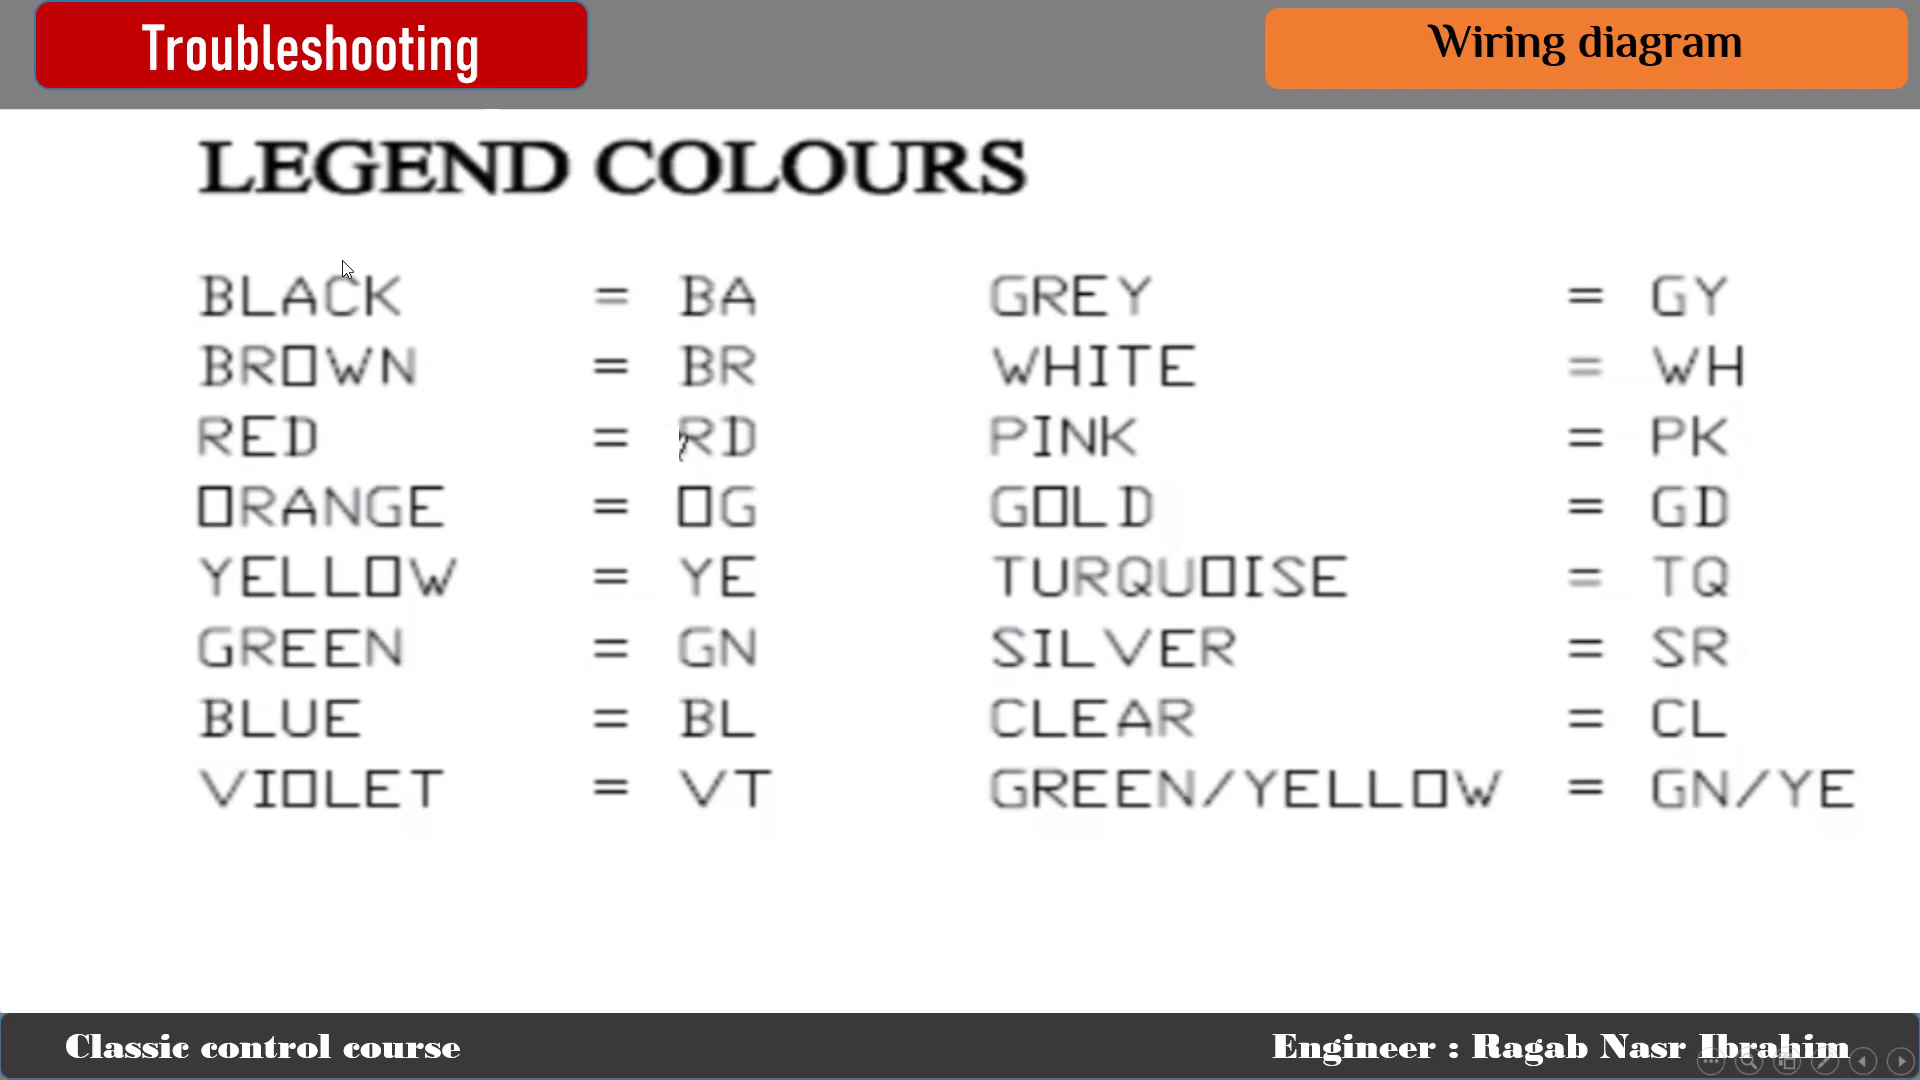 Troubleshooting
Wiring diagram
LEGEND COLOURS
BLACK = BA GREY = GY
BROWN = BR WHITE = WH
RED = RD PINK = PK
ORANGE = OG GOLD = GD
YELLOW = YE TURQUOISE = TQ
GREEN = GN SILVER = SR
BLUE = BL CLEAR = CL
VIOLET = VT GREEN/YELLOW = GN/YE
Classic control course
Engineer : Ragab Nasr Ibrahim